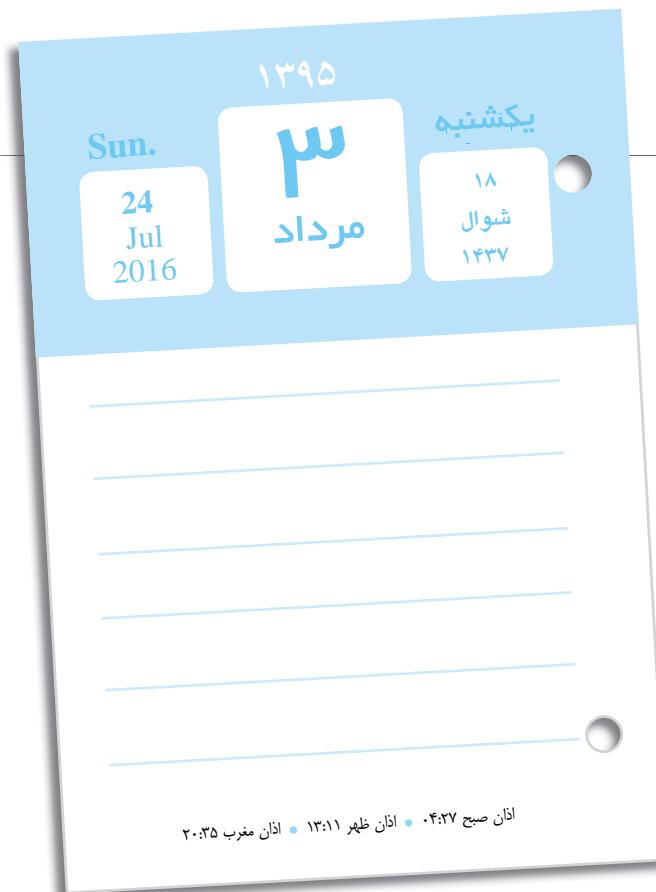 ۱۳۹۵
یکشنبه
۱۸
شوال
۱۴۳۷
۳
مرداد
Sun.
24
Jul
2016
اذان صبح ۰۴:۲۷ • اذان ظهر ۱۳:۱۱ • اذان مغرب ۲۰:۳۵